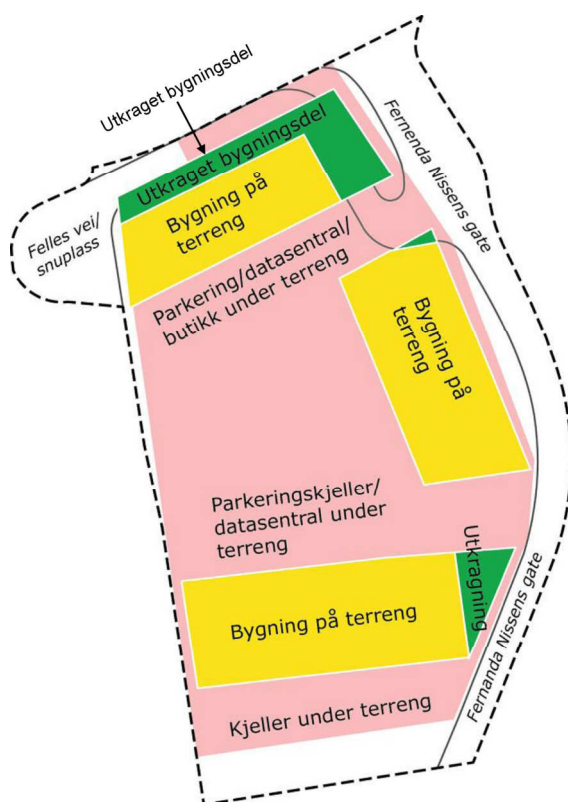 Utkraget bygningsdel
Utkraget bygningsdel
Fernenda Nissens gate
Bygning på
terreng
Felles vei/
snuplass
Parkering/datasentral/
butikk under terreng
Bygning på
terreng
Parkeringskjeller/
datasentral under
terreng
Utkragning
Bygning på terreng
Fernanda Nissens gate
Kjeller under terreng